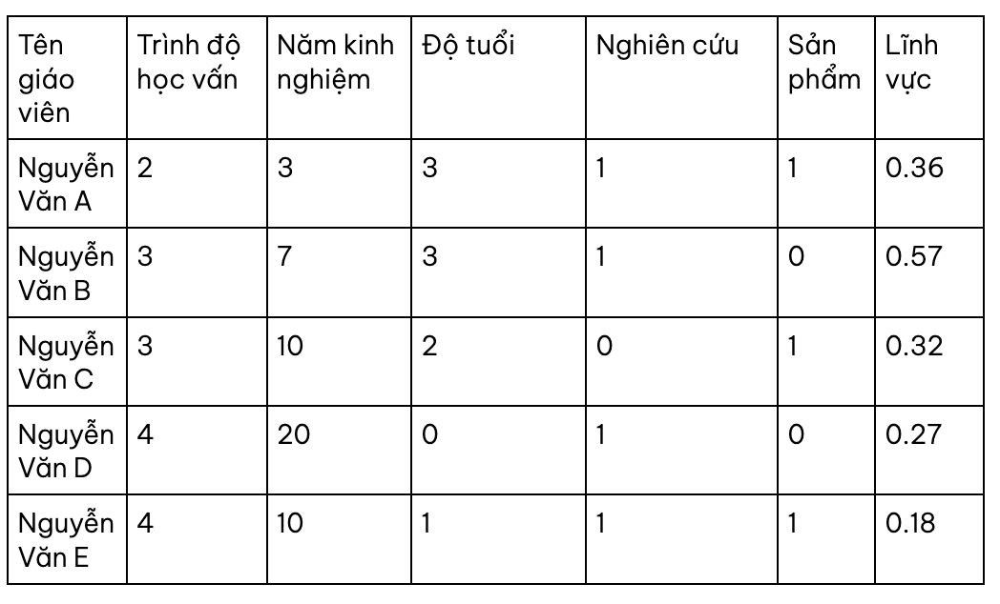 Tên giáo viên Trình độ học vấn Năm kinh nghiệm Độ tuổi Nghiên cứu Sản phẩm Lĩnh vực
Nguyễn Văn A 2 3 3 1 1 0.36
Nguyễn Văn B 3 7 3 1 0 0.57
Nguyễn Văn C 3 10 2 0 1 0.32
Nguyễn Văn D 4 20 0 1 0 0.27
Nguyễn Văn E 4 10 1 1 1 0.18